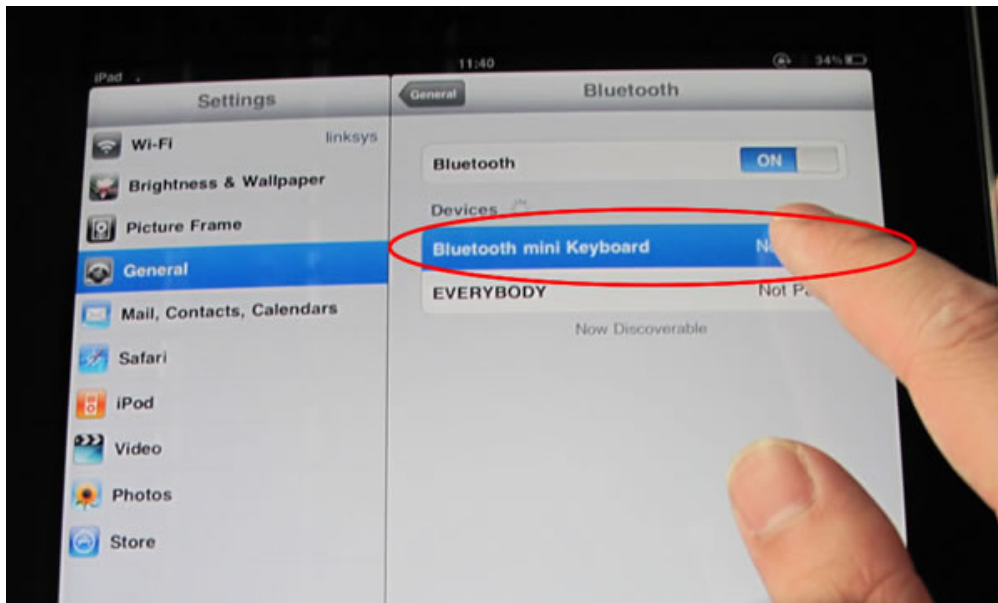 iPad
11:40
34%
Settings
General
Bluetooth
Wi-Fi
linksys
Brightness & Wallpaper
Picture Frame
General
Mail, Contacts, Calendars
Safari
iPod
Video
Photos
Store
Bluetooth
ON
Devices
Bluetooth mini Keyboard
EVERYBODY
Not
Now Discoverable